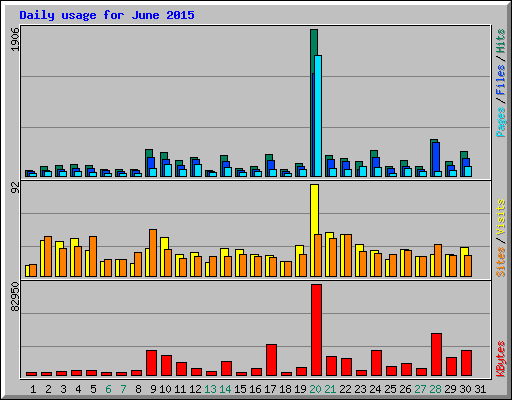 Daily usage for June 2015
1906
Pages / Files / Hits
92
Sites / Visits
82950
KBytes
1 2 3 4 5 6 7 8 9 10 11 12 13 14 15 16 17 18 19 20 21 22 23 24 25 26 27 28 29 30 31